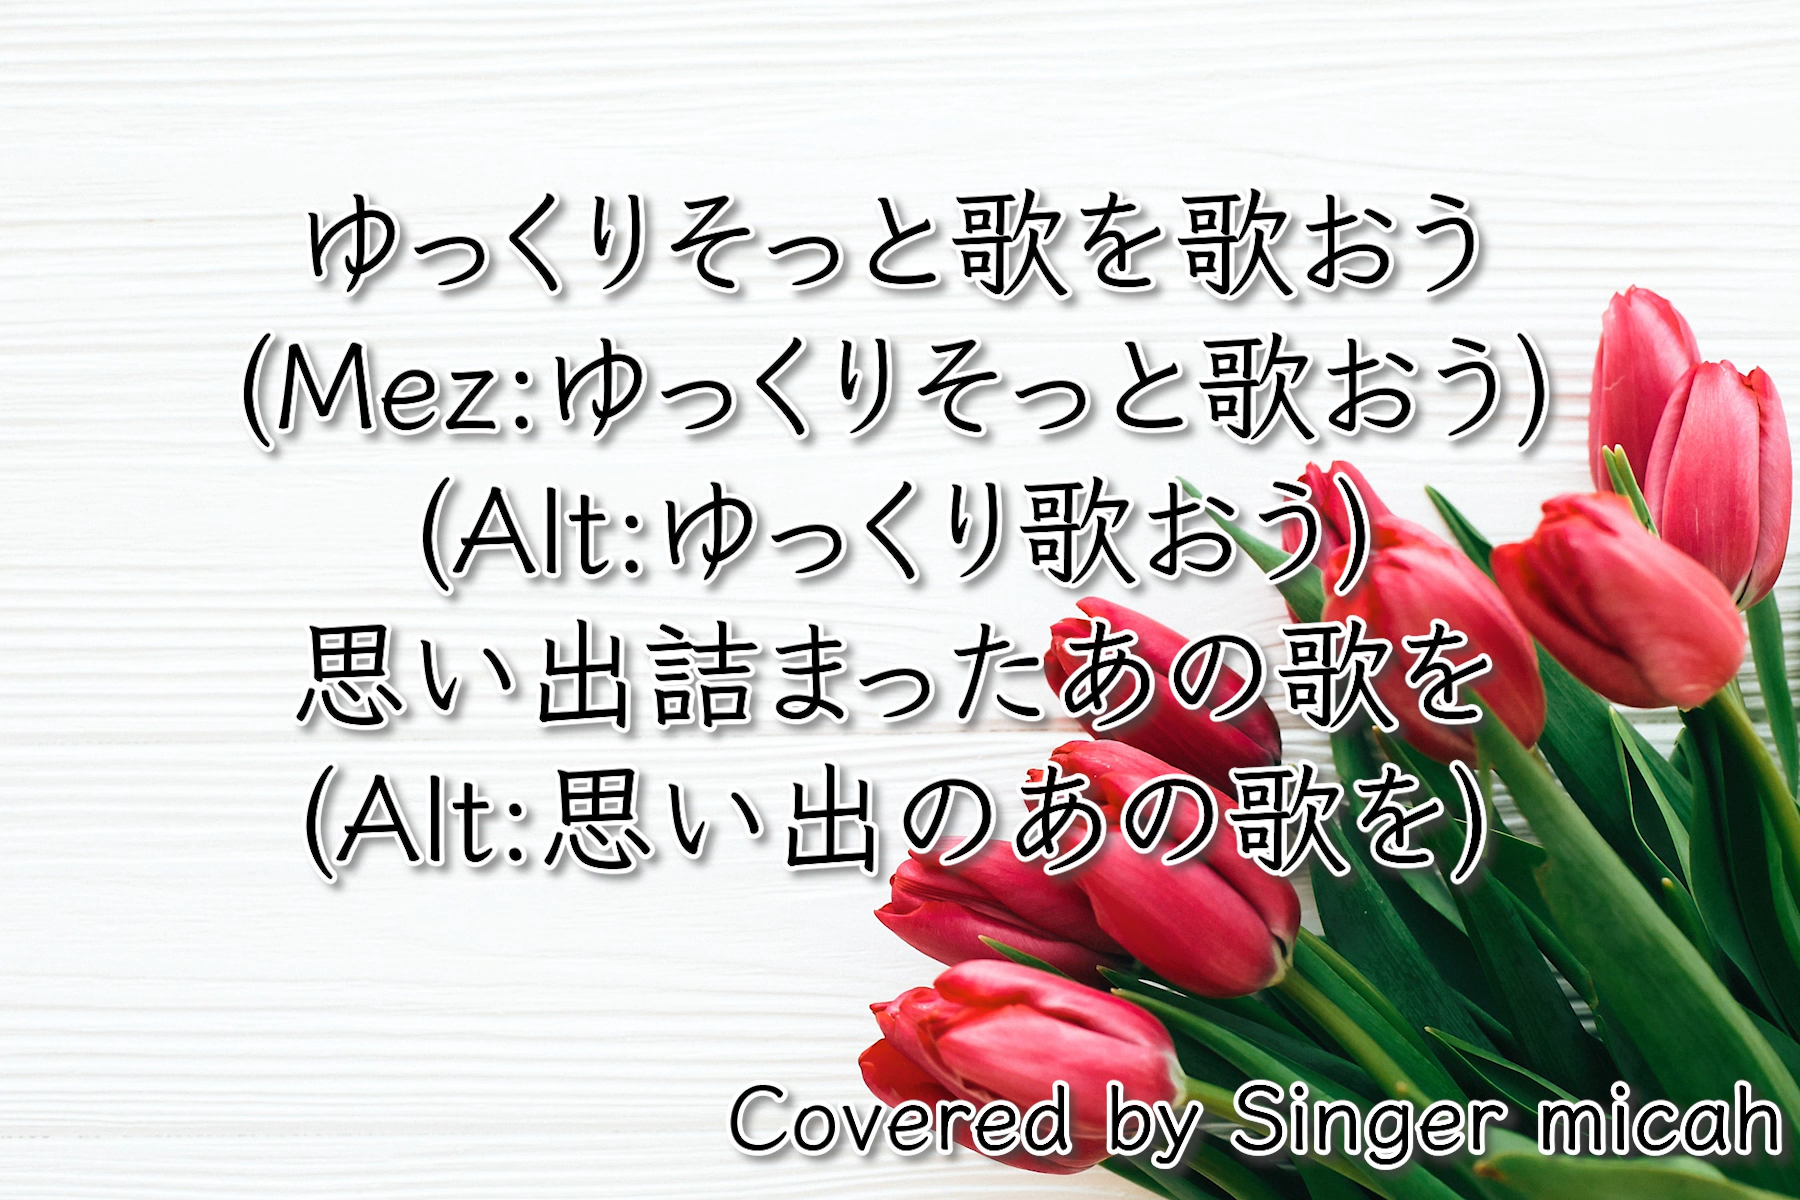 ゆっくりそっと歌を歌おう
(Mez:ゆっくりそっと歌おう)
(Alt:ゆっくり歌おう)
思い出詰まったあの歌を
(Alt:思い出のあの歌を)
Covered by Singer micah